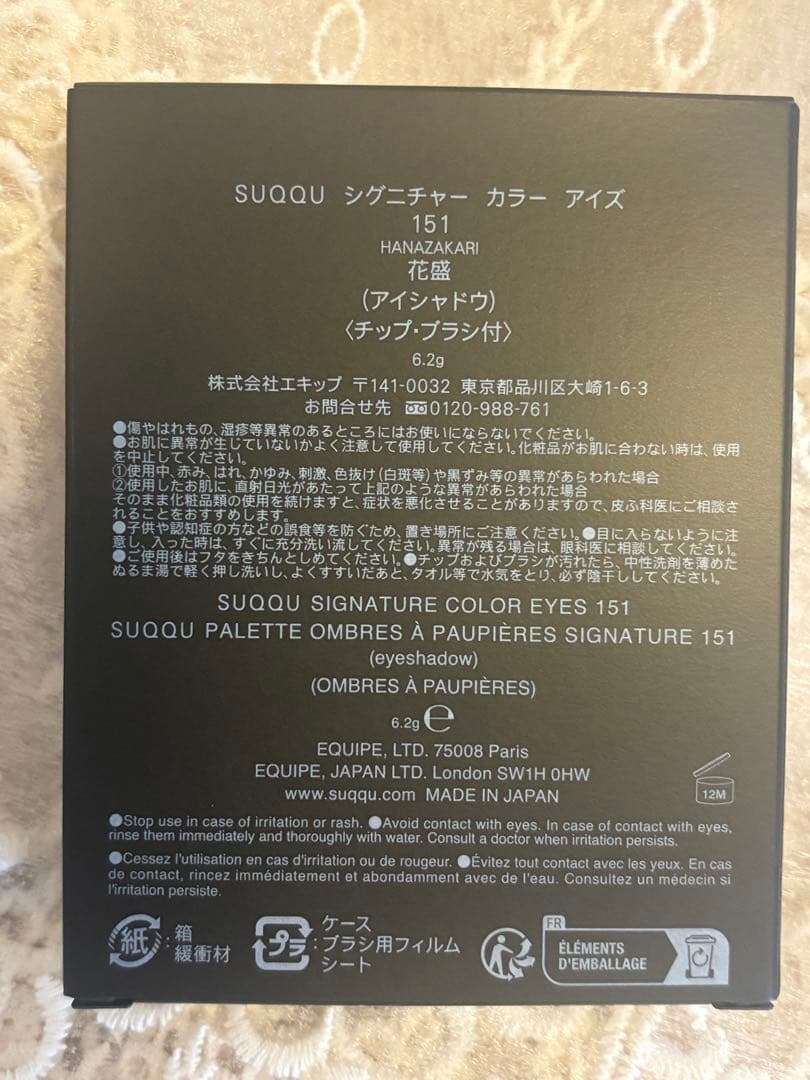 SUQQU シグニチャー カラー アイズ
151
HANAZAKARI
花盛
(アイシャドウ)
〈チップ・ブラシ付〉
6.2g
株式会社エキップ 〒141-0032 東京都品川区大崎1-6-3
お問合せ先 0120-988-761
●傷やはれもの、湿疹等異常のあるところにはお使いにならないでください。
●お肌に異常が生じていないかよく注意して使用してください。化粧品がお肌に合わない時は、使用
を中止してください。
①使用中、赤み、はれ、かゆみ、刺激、色抜け(白斑等)や黒ずみ等の異常があらわれた場合
②使用したお肌に、直射日光があたって上記のような異常があらわれた場合
そのまま化粧品類の使用を続けますと、症状を悪化させることがありますので、皮ふ科医にご相談さ
れることをおすすめします。
●子供や認知症の方などの誤食等を防ぐため、置き場所にご注意ください。●目に入らないように注
意し、入った時は、すぐに充分洗い流してください。異常が残る場合は、眼科医に相談してください。
●ご使用後はフタをきちんとしめてください。●チップおよびブラシが汚れたら、中性洗剤を薄めた
ぬるま湯で軽く押し洗いし、よくすすいだあと、タオル等で水気をとり、必ず陰干ししてください。
SUQQU SIGNATURE COLOR EYES 151
SUQQU PALETTE OMBRES À PAUPIÈRES SIGNATURE 151
(eyeshadow)
(OMBRES À PAUPIÈRES)
6.2g ℮
EQUIPE, LTD. 75008 Paris
EQUIPE, JAPAN LTD. London SW1H 0HW
www.suqqu.com MADE IN JAPAN
12M
●Stop use in case of irritation or rash. ●Avoid contact with eyes. In case of contact with eyes,
rinse them immediately and thoroughly with water. Consult a doctor when irritation persists.
●Cessez l'utilisation en cas d'irritation ou de rougeur. ●Évitez tout contact avec les yeux. En cas
de contact, rincez immédiatement et abondamment avec de l'eau. Consultez un médecin si
l'irritation persiste.
紙 : 箱
緩衝材
プラ : ケース
ブラシ用フィルム
シート
FR
ÉLÉMENTS
D'EMBALLAGE